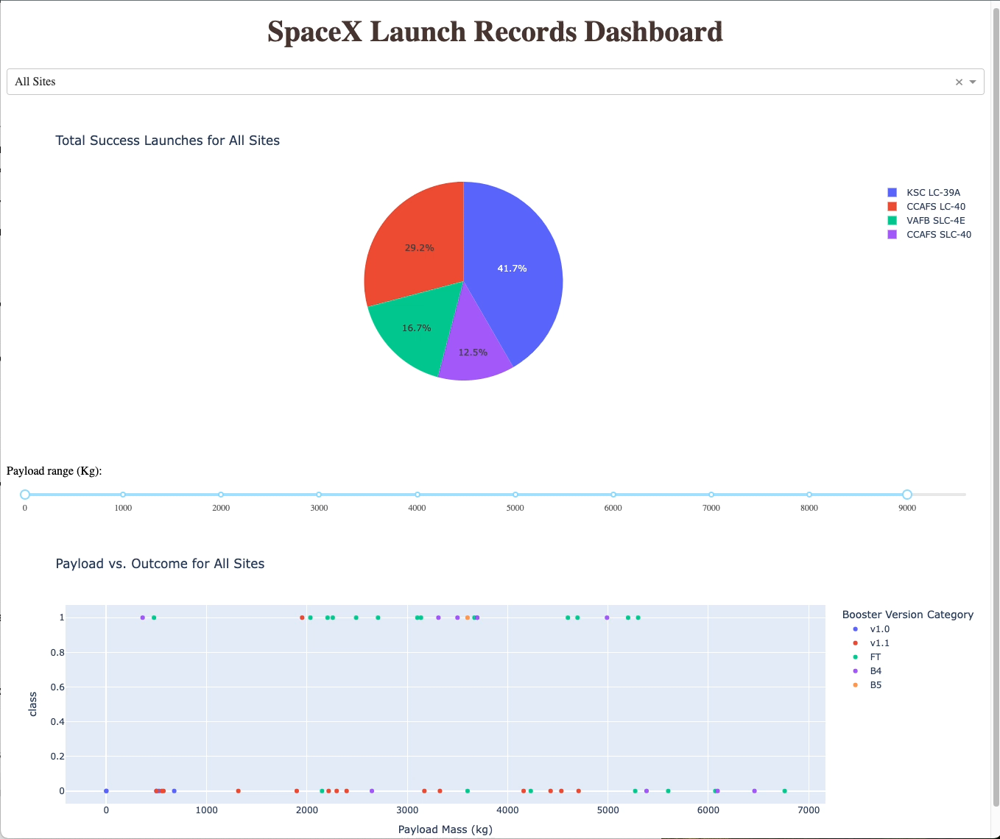 SpaceX Launch Records Dashboard
All Sites
Total Success Launches for All Sites
KSC LC-39A
CCAFS LC-40
VAFB SLC-4E
CCAFS SLC-40
29.2%
41.7%
16.7%
12.5%
Payload range (Kg):
0 1000 2000 3000 4000 5000 6000 7000 8000 9000
Payload vs. Outcome for All Sites
Booster Version Category
v1.0
v1.1
FT
B4
B5
1
0.8
0.6
0.4
0.2
0
class
0 1000 2000 3000 4000 5000 6000 7000
Payload Mass (kg)